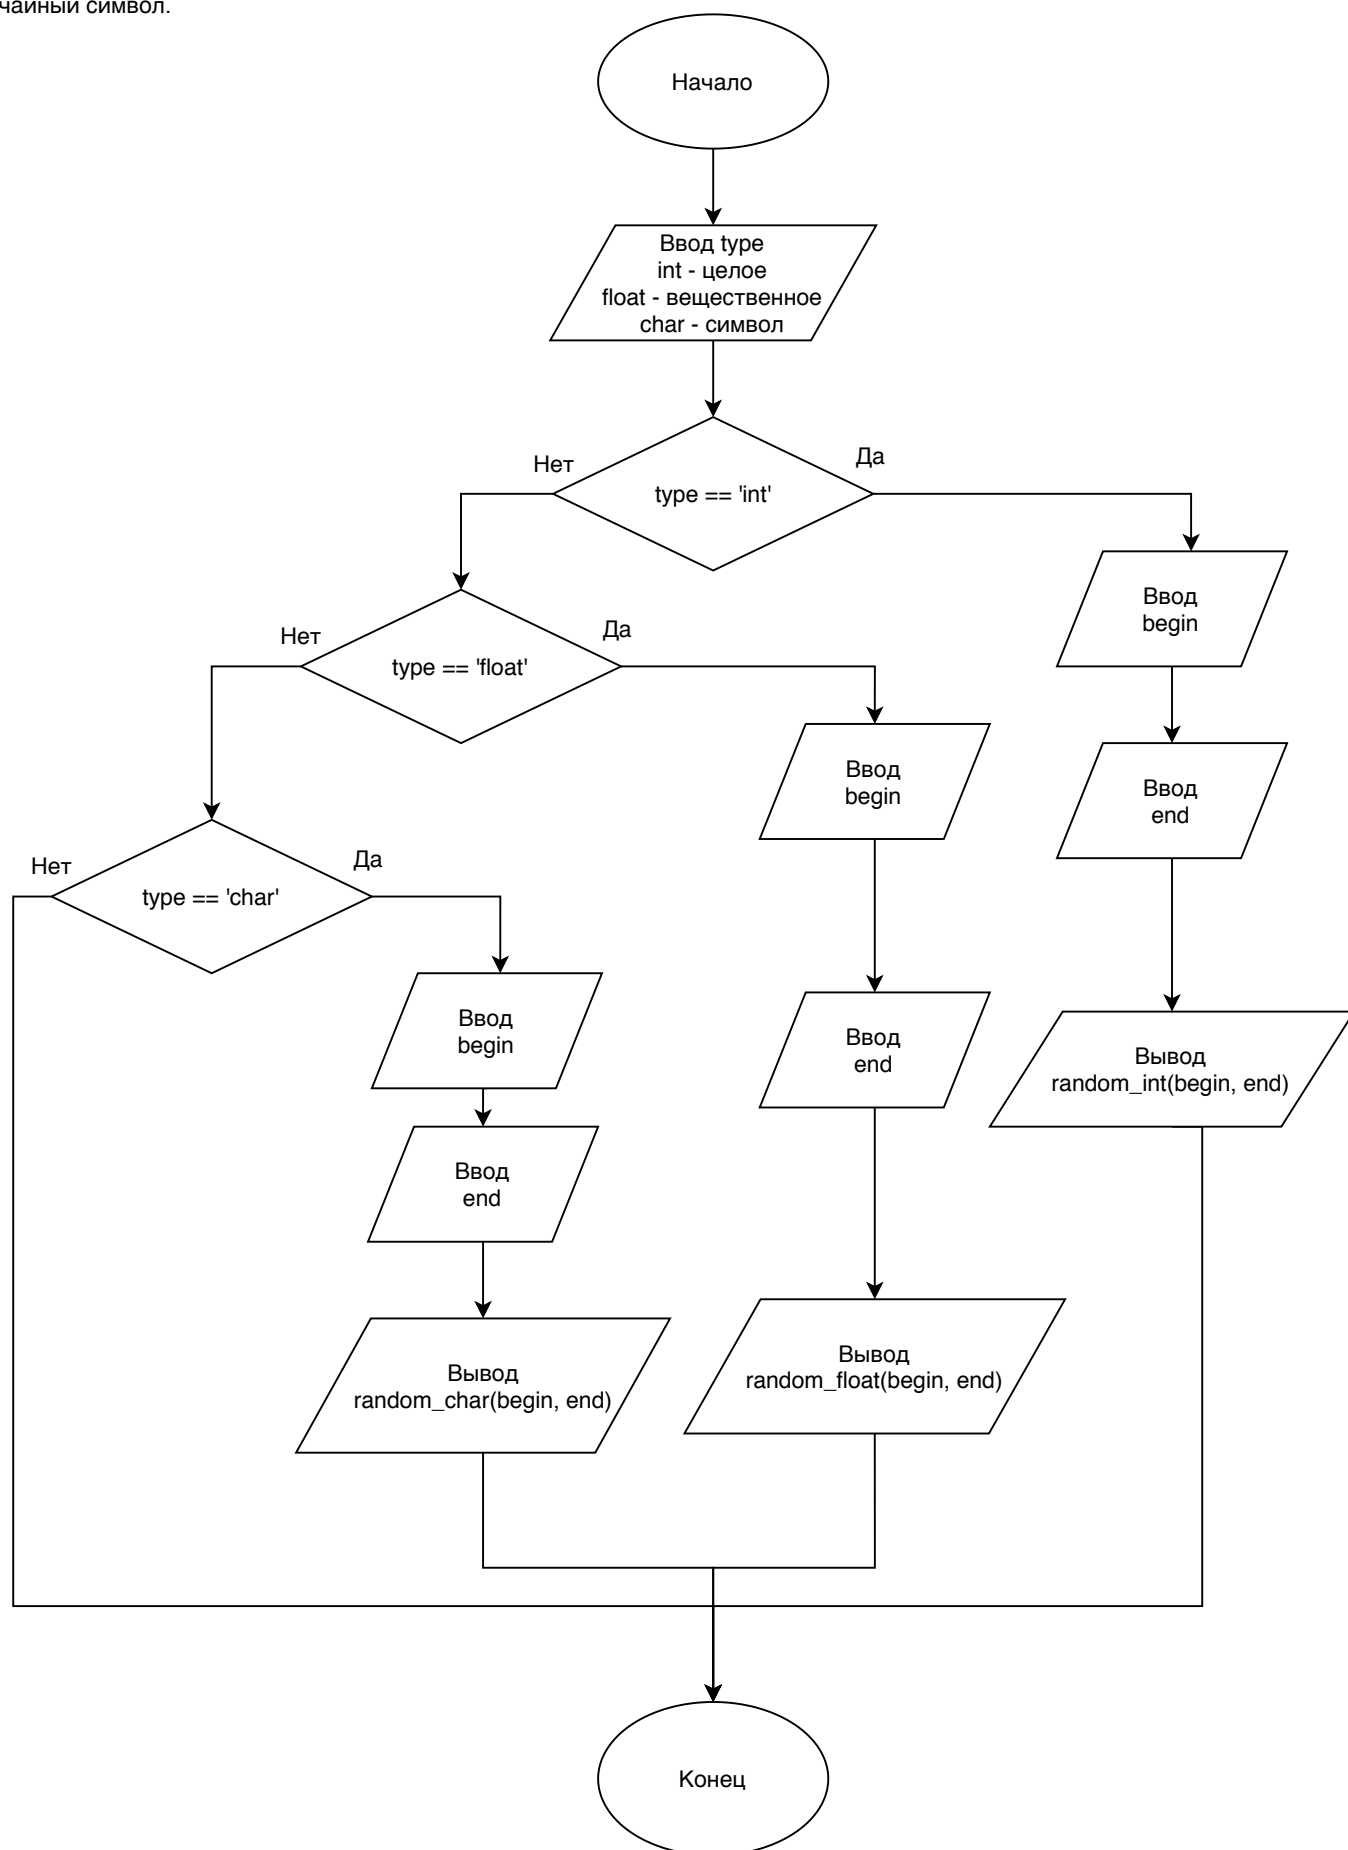 символ.
Начало
Ввод type
int - целое
float - вещественное
char - символ
Нет
Да
type == 'int'
Ввод
begin
Нет
Да
type == 'float'
Ввод
begin
Ввод
end
Нет
Да
type == 'char'
Ввод
begin
Ввод
end
Вывод
random_int(begin, end)
Ввод
end
Вывод
random_float(begin, end)
Вывод
random_char(begin, end)
Конец